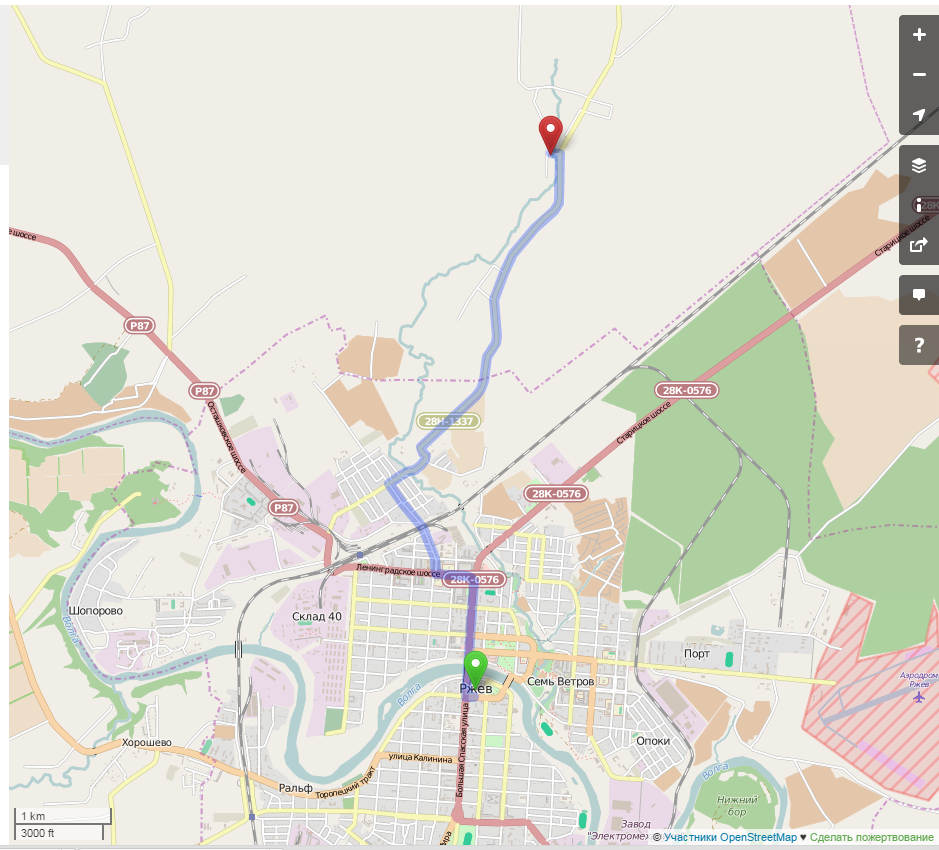 +
−
28К
i
е шоссе
Старицкое шоссе
Р87
?
Р87
28К-0576
Осташковское шоссе
28Н-1337
Старицкое шоссе
28К-0576
Р87
Ленинградское шоссе
28К-0576
Шопорово
Склад 40
Волга
Порт
Аэродром
Ржев
Семь Ветров
Ржев
Волга
Большая Спасская улица
Хорошево
Опоки
улица Калинина
Волга
Торопецкий тракт
Ральф
Нижний
бор
1 km
3000 ft
Завод
"Электромех
© Участники OpenStreetMap ♥ Сделать пожертвование